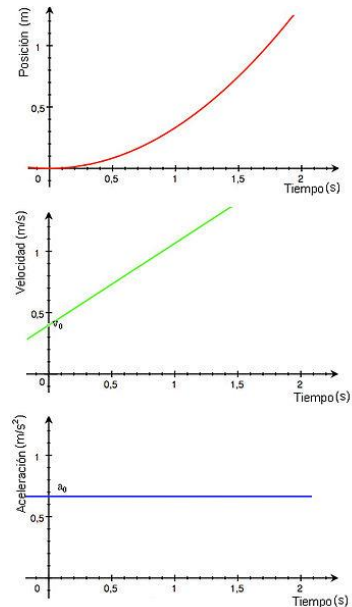 Posición (m)
1
0,5
0
0,5
1
1,5
2
Tiempo(s)
Velocidad (m/s)
1
0,5
v₀
0
0,5
1
1,5
2
Tiempo(s)
Aceleración (m/s²)
1
a₀
0,5
0
0,5
1
1,5
2
Tiempo(s)